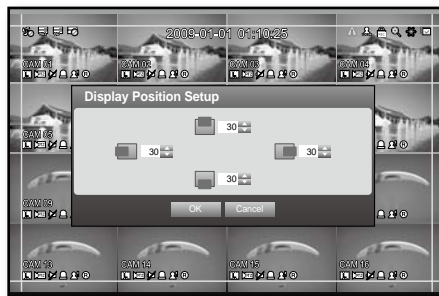 2009-01-01 01:10:25
CAM 01
CAM 02
CAM 03
CAM 04
Display Position Setup
30
CAM 05
30
30
30
CAM 09
OK
Cancel
CAM 13
CAM 14
CAM 15
CAM 16